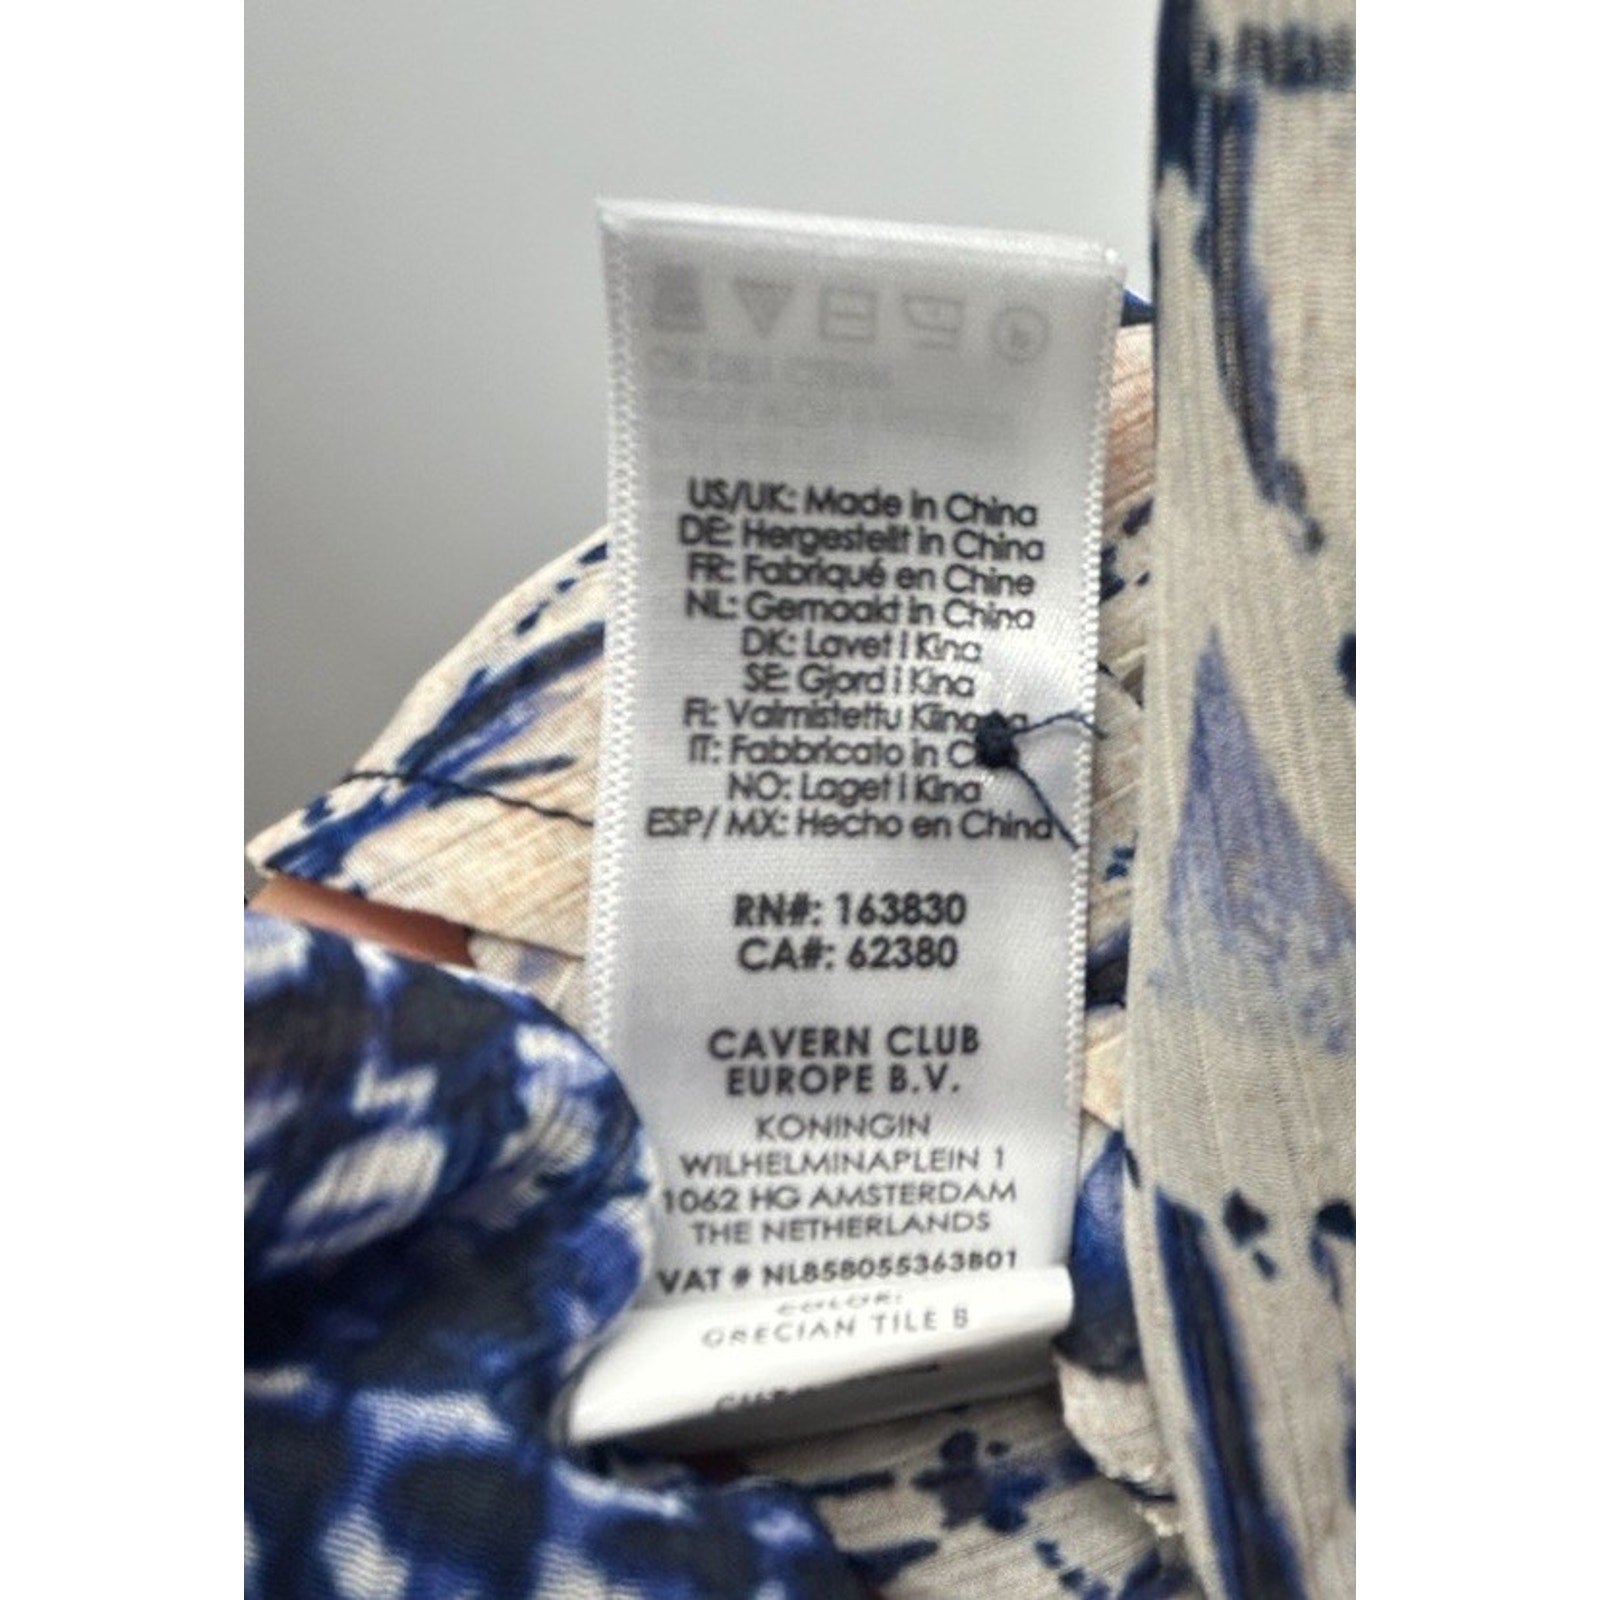 US/UK: Made in China
DE: Hergestellt in China
FR: Fabriqué en Chine
NL: Gemaakt in China
DK: Lavet i Kina
SE: Gjord i Kina
FI: Valmistettu
IT: Fabbricato in
NO: Laget i Kina
ESP/ MX: Hecho en China
RN#: 163830
CA#: 62380
CAVERN CLUB
EUROPE B.V.
KONINGIN
WILHELMINAPLEIN 1
1062 HG AMSTERDAM
THE NETHERLANDS
VAT # NL858055363B01
COLOR:
GRECIAN TILE B